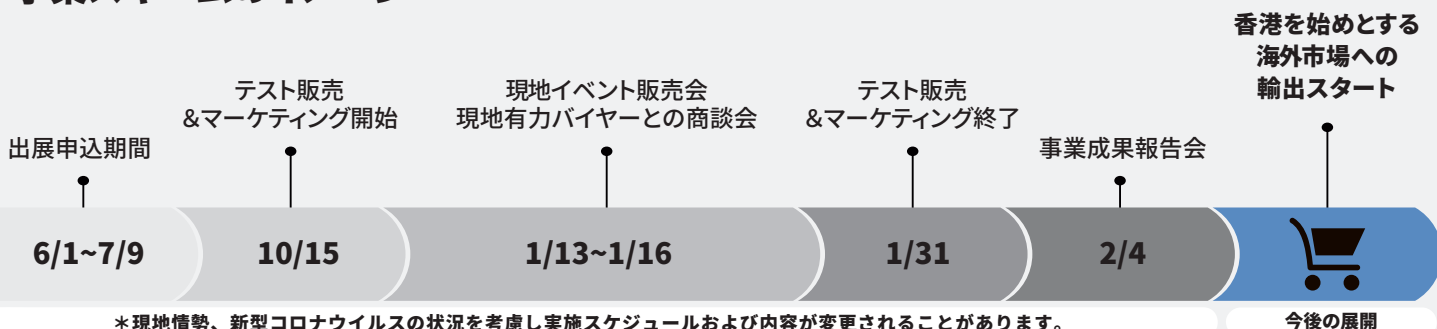 出展申込期間
6/1~7/9
テスト販売
&マーケティング開始
10/15
現地イベント販売会
現地有力バイヤーとの商談会
1/13~1/16
テスト販売
&マーケティング終了
1/31
事業成果報告会
2/4
香港を始めとする
海外市場への
輸出スタート
今後の展開
＊現地情勢、新型コロナウイルスの状況を考慮し実施スケジュールおよび内容が変更されることがあります。